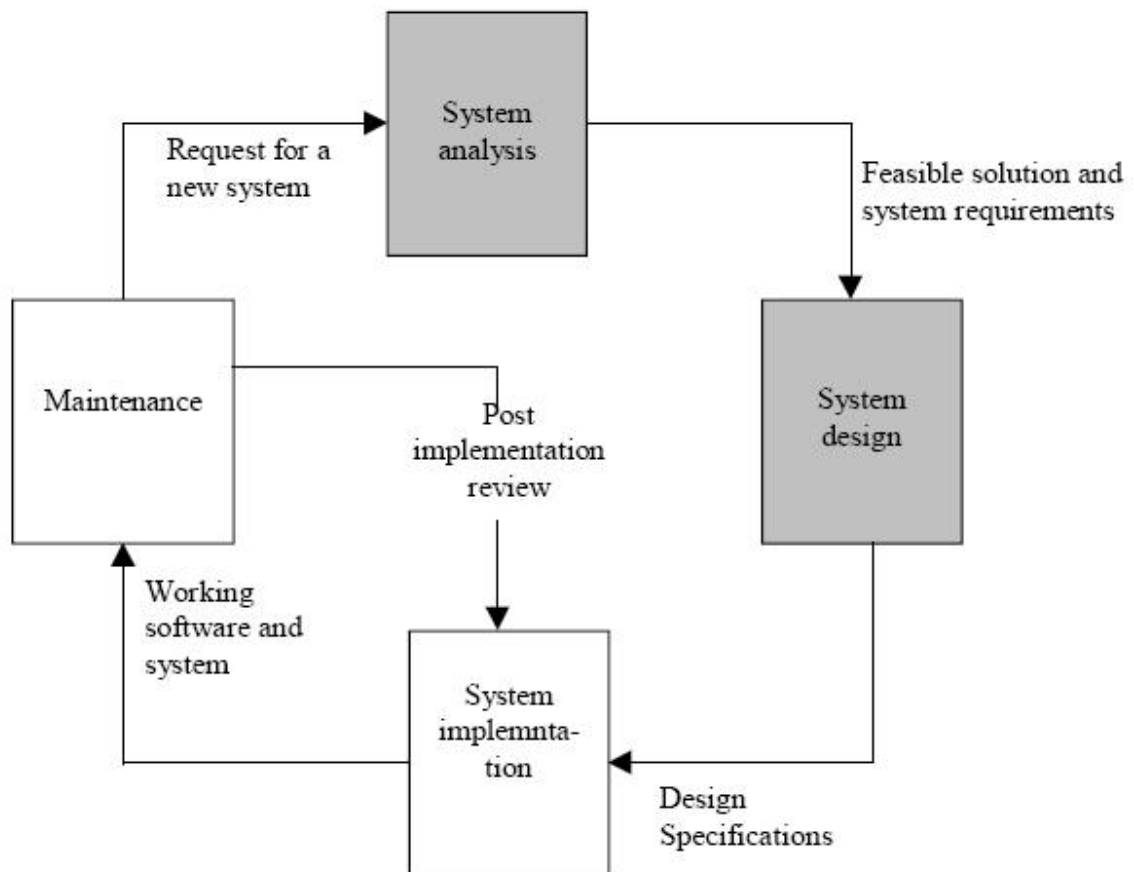 System
analysis
Request for a
new system
Feasible solution and
system requirements
Maintenance
Post
implementation
review
System
design
Working
software and
system
System
implemnta-
tion
Design
Specifications